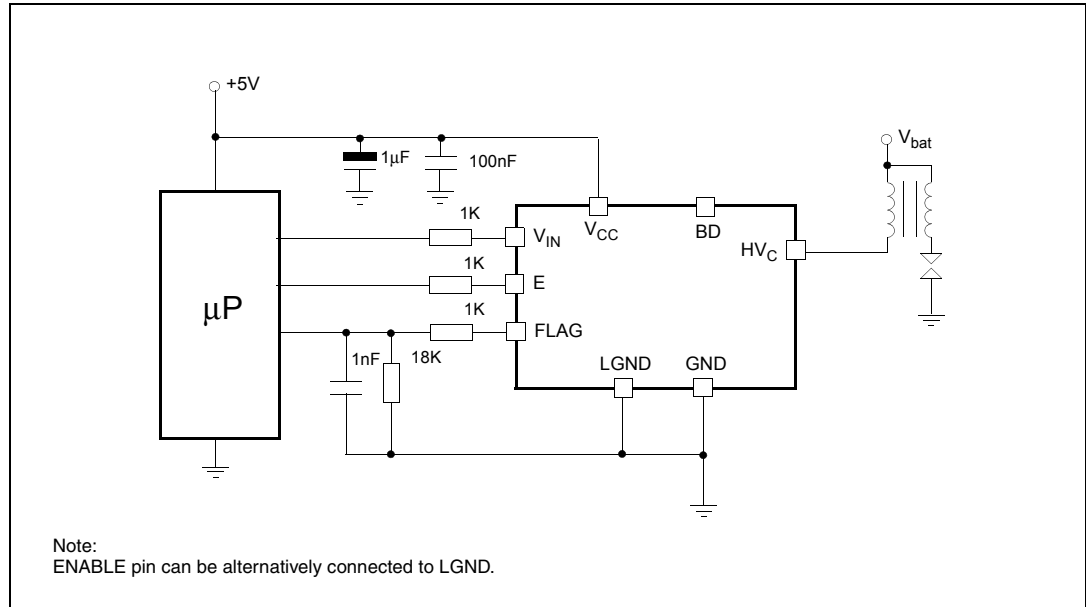 +5V
1μF
100nF
V_bat
1K
V_IN
V_CC
BD
HV_C
1K
E
μP
1K
FLAG
1nF
18K
LGND
GND
Note:
ENABLE pin can be alternatively connected to LGND.